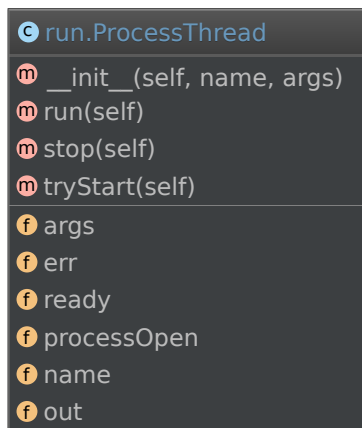 C run.ProcessThread
m __init__(self, name, args)
m run(self)
m stop(self)
m tryStart(self)
f args
f err
f ready
f processOpen
f name
f out